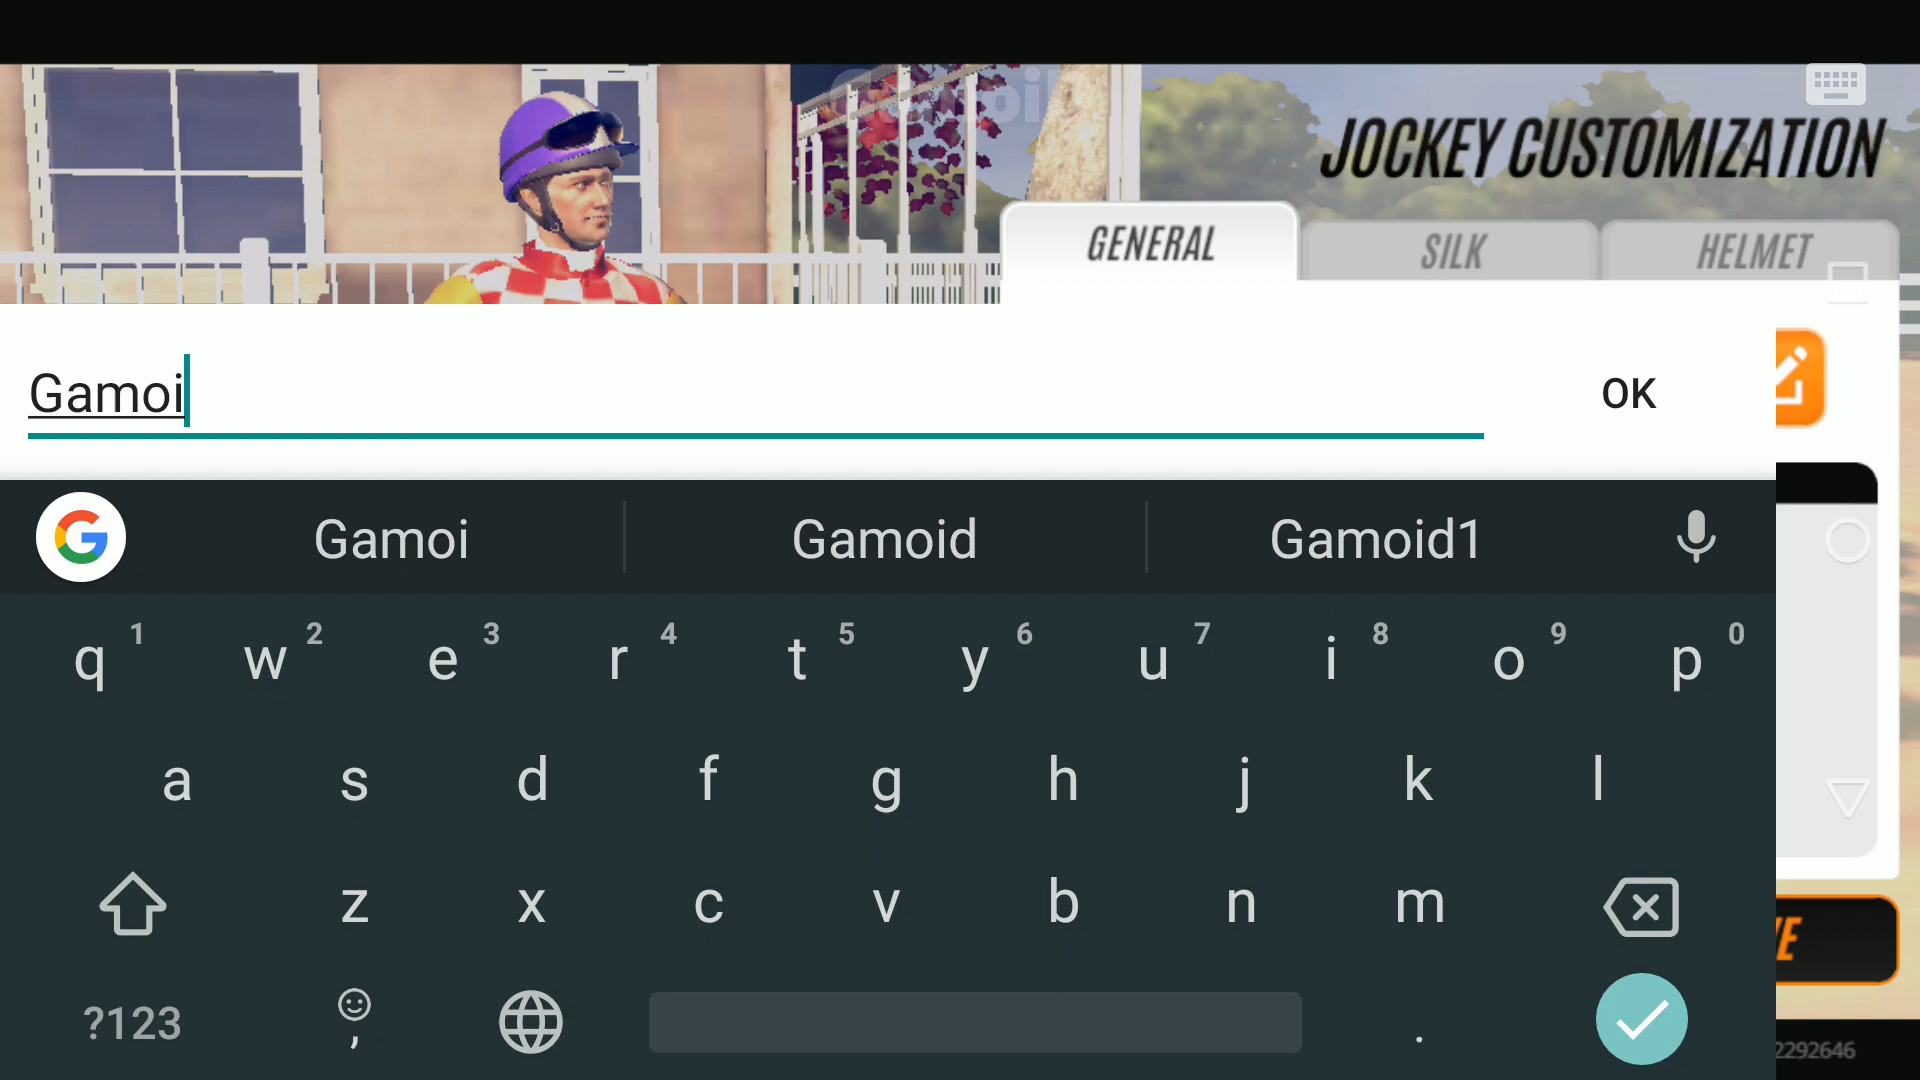 JOCKEY CUSTOMIZATION
GENERAL SILK HELMET
Gamoi OK
Gamoi Gamoid Gamoid1
q 1 w 2 e 3 r 4 t 5 y 6 u 7 i 8 o 9 p 0
a s d f g h j k l
z x c v b n m
?123 , .
2292646